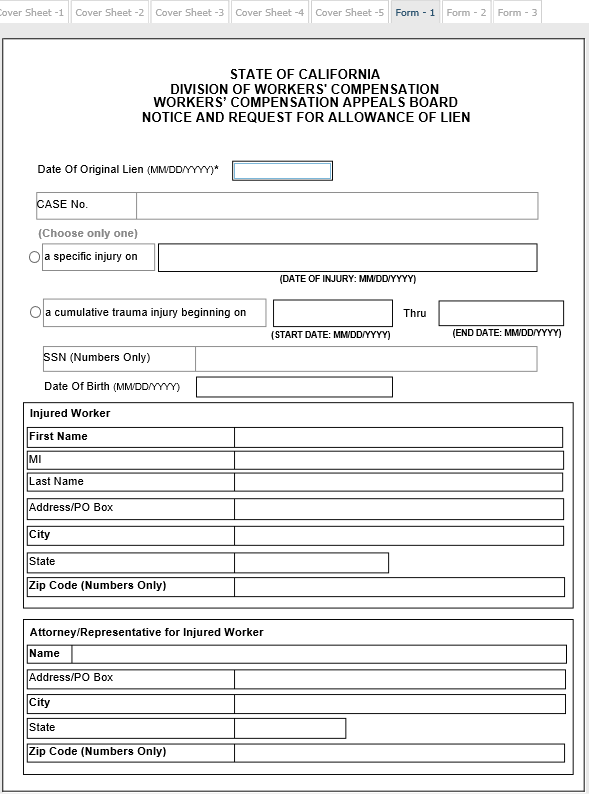 Cover Sheet -1 Cover Sheet -2 Cover Sheet -3 Cover Sheet -4 Cover Sheet -5 Form - 1 Form - 2 Form - 3
STATE OF CALIFORNIA
DIVISION OF WORKERS' COMPENSATION
WORKERS' COMPENSATION APPEALS BOARD
NOTICE AND REQUEST FOR ALLOWANCE OF LIEN
Date Of Original Lien (MM/DD/YYYY)*
CASE No.
(Choose only one)
a specific injury on
(DATE OF INJURY: MM/DD/YYYY)
a cumulative trauma injury beginning on Thru
(START DATE: MM/DD/YYYY) (END DATE: MM/DD/YYYY)
SSN (Numbers Only)
Date Of Birth (MM/DD/YYYY)
Injured Worker
First Name
MI
Last Name
Address/PO Box
City
State
Zip Code (Numbers Only)
Attorney/Representative for Injured Worker
Name
Address/PO Box
City
State
Zip Code (Numbers Only)